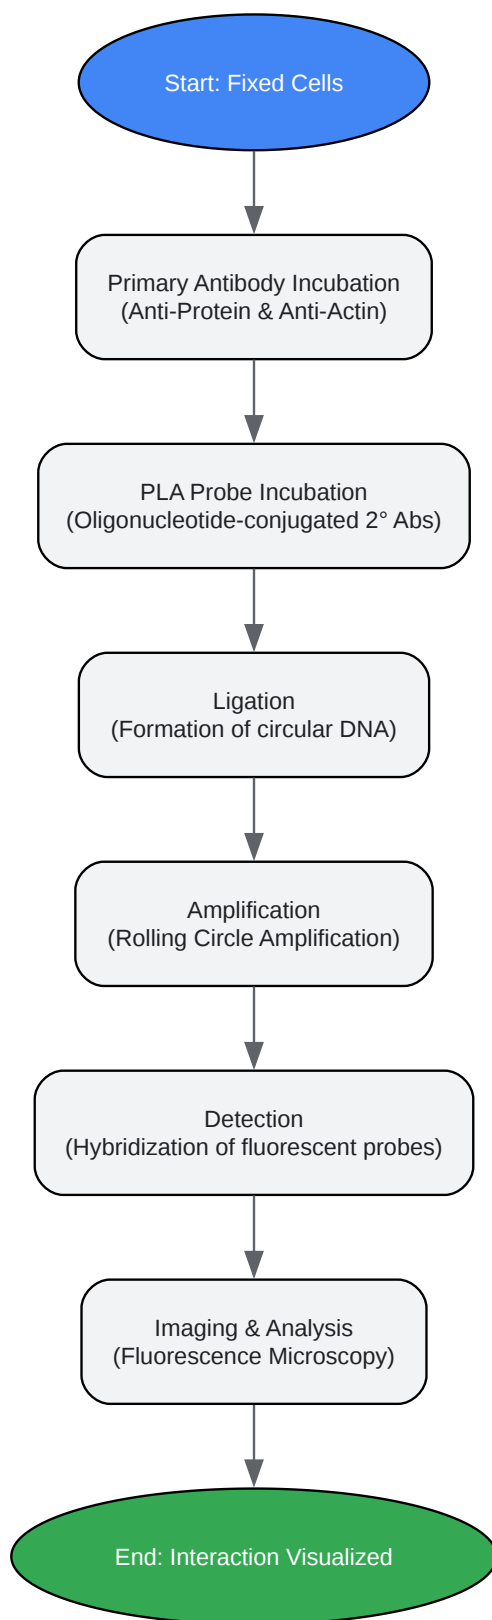 Start: Fixed Cells
Primary Antibody Incubation
(Anti-Protein & Anti-Actin)
PLA Probe Incubation
(Oligonucleotide-conjugated 2° Abs)
Ligation
(Formation of circular DNA)
Amplification
(Rolling Circle Amplification)
Detection
(Hybridization of fluorescent probes)
Imaging & Analysis
(Fluorescence Microscopy)
End: Interaction Visualized